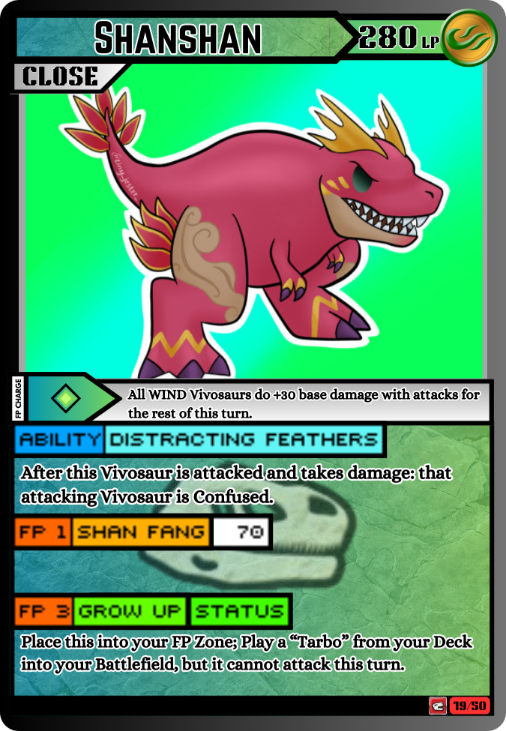 SHANSHAN
280 LP
CLOSE
FP CHARGE
All WIND Vivosaurs do +30 base damage with attacks for
the rest of this turn.
ABILITY DISTRACTING FEATHERS
After this Vivosaur is attacked and takes damage: that
attacking Vivosaur is Confused.
FP 1 SHAN FANG 70
FP 3 GROW UP STATUS
Place this into your FP Zone; Play a “Tarbo” from your Deck
into your Battlefield, but it cannot attack this turn.
19/50